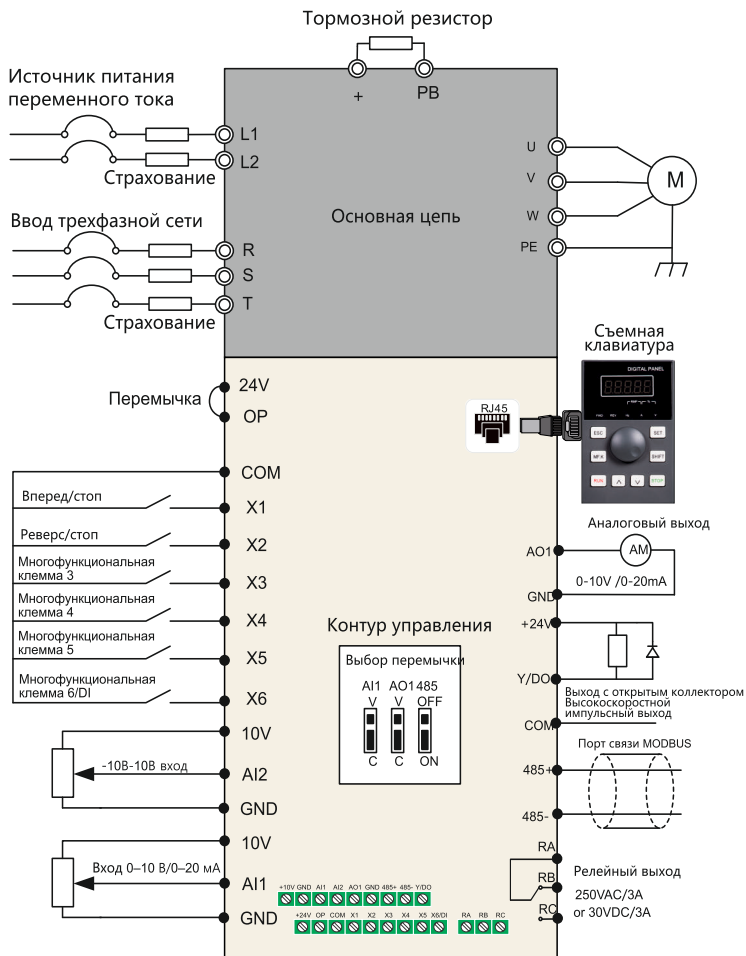 Тормозной резистор
+
PB
Источник питания
переменного тока
L1
L2
Страхование
Ввод трехфазной сети
R
S
T
Страхование
Основная цепь
U
V
W
PE
M
Съемная
клавиатура
DIGITAL PANEL
ESC
SET
MF.K
SHIFT
RUN
STOP
RJ45
24V
Перемычка
OP
COM
Вперед/стоп
X1
Реверс/стоп
X2
Многофункциональная
клемма 3
X3
Многофункциональная
клемма 4
X4
Многофункциональная
клемма 5
X5
Многофункциональная
клемма 6/DI
X6
10V
-10В-10В вход
AI2
GND
10V
Вход 0–10 В/0–20 мА
AI1
GND
Контур управления
Выбор перемычки
AI1 AO1 485
V V OFF
C C ON
Аналоговый выход
AO1
AM
0-10V /0-20mA
GND
+24V
Y/DO
Выход с открытым коллектором
Высокоскоростной
импульсный выход
COM
Порт связи MODBUS
485+
485-
RA
Релейный выход
RB
250VAC/3A
RC
or 30VDC/3A
+10V GND AI1 AI2 AO1 GND 485+ 485- Y/DO
+24V OP COM X1 X2 X3 X4 X5 X6/DI RA RB RC